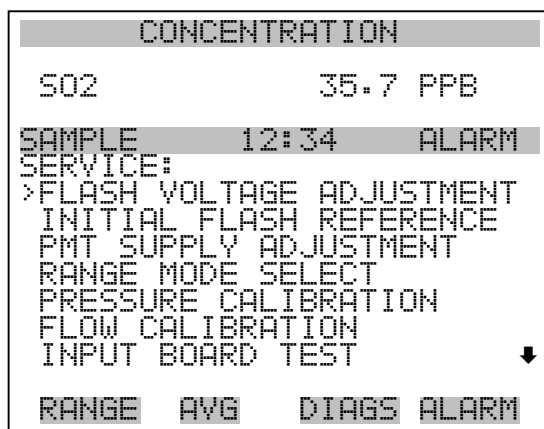 CONCENTRATION
SO2 35.7 PPB
SAMPLE 12:34 ALARM
SERVICE:
>FLASH VOLTAGE ADJUSTMENT
INITIAL FLASH REFERENCE
PMT SUPPLY ADJUSTMENT
RANGE MODE SELECT
PRESSURE CALIBRATION
FLOW CALIBRATION
INPUT BOARD TEST
RANGE AVG DIAGS ALARM